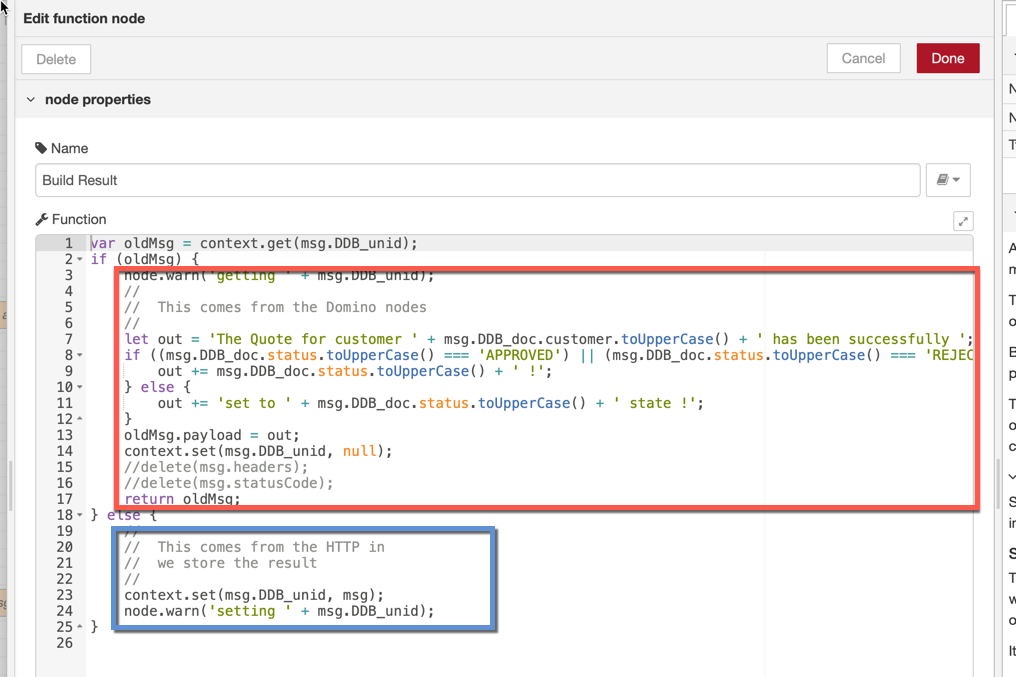 Edit function node
Delete
Cancel
Done
node properties
Name
Build Result
Function
1 var oldMsg = context.get(msg.DDB_unid);
2 if (oldMsg) {
3 node.warn('getting ' + msg.DDB_unid);
4 //
5 //  This comes from the Domino nodes
6 //
7 let out = 'The Quote for customer ' + msg.DDB_doc.customer.toUpperCase() + ' has been successfully ';
8 if ((msg.DDB_doc.status.toUpperCase() === 'APPROVED') || (msg.DDB_doc.status.toUpperCase() === 'REJEC
9 out += msg.DDB_doc.status.toUpperCase() + ' !';
10 } else {
11 out += 'set to ' + msg.DDB_doc.status.toUpperCase() + ' state !';
12 }
13 oldMsg.payload = out;
14 context.set(msg.DDB_unid, null);
15 //delete(msg.headers);
16 //delete(msg.statusCode);
17 return oldMsg;
18 } else {
19 //
20 //  This comes from the HTTP in
21 //  we store the result
22 //
23 context.set(msg.DDB_unid, msg);
24 node.warn('setting ' + msg.DDB_unid);
25 }
26